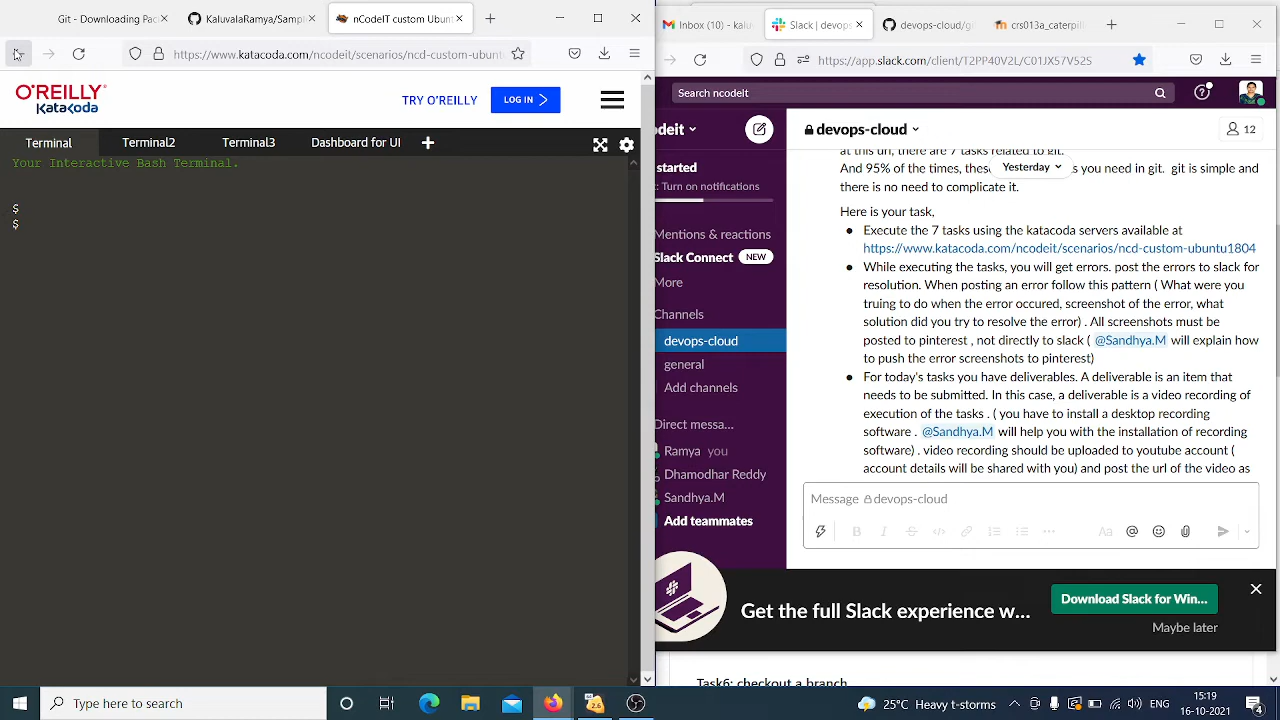 Git - Downloading Pac
KaluvalaRamya/Sampl
nCodeIT custom Ubunt
https://www.katacoda.com/ncodeit/scenarios/ncd-custom-ubunt
O'REILLY
Katacoda
TRY O'REILLY
LOG IN
Terminal
Terminal3
Dashboard for UI
Your Interactive Bash Terminal.
$
$
Inbox (10) - kaluv
Slack | devops
devops-cloud/gi
crs013a_caterpill
https://app.slack.com/client/T2PP40V2L/C01JX57VS2S
Search ncodeit
devops-cloud
12
started
: Turn on notifications
Mentions & reactions
Slack Connect NEW
More
Channels
devops-cloud
general
Add channels
Direct messa...
Ramya you
Dhamodhar Reddy
Sandhya.M
Add teammates
Yesterday
And 95% of the times, these
s you need in git. git is simple and
there is no need to complicate it.
Here is your task,
Execute the 7 tasks using the katacoda servers available at
https://www.katacoda.com/ncodeit/scenarios/ncd-custom-ubuntu1804
While executing the tasks, you will get errors. post the errors to slack for
resolution. When posting an error follow this pattern ( What were you
truing to do when the error occured, screenshot of the error, what
solution did you try to resolve the error) . All screenshots must be
posted to pinterest , not directly to slack ( @Sandhya.M will explain how
to push the error screenshots to pinterest)
For today's tasks you have deliverables. A deliverable is an item that
needs to be submitted. In this case, a deliverable is a video recording of
execution of the tasks . ( you have to install a desktop recording
software . @Sandhya.M will help you with the installation of recording
software) . video recording should be uploaded to youtube account (
account details will be shared with you) and post the url of the video as
Message devops-cloud
Get the full Slack experience w...
Download Slack for Win...
Maybe later
Task6: checkout a branch
Type here to search
25°C Heavy t-storms
ENG
15:19
16-10-2021